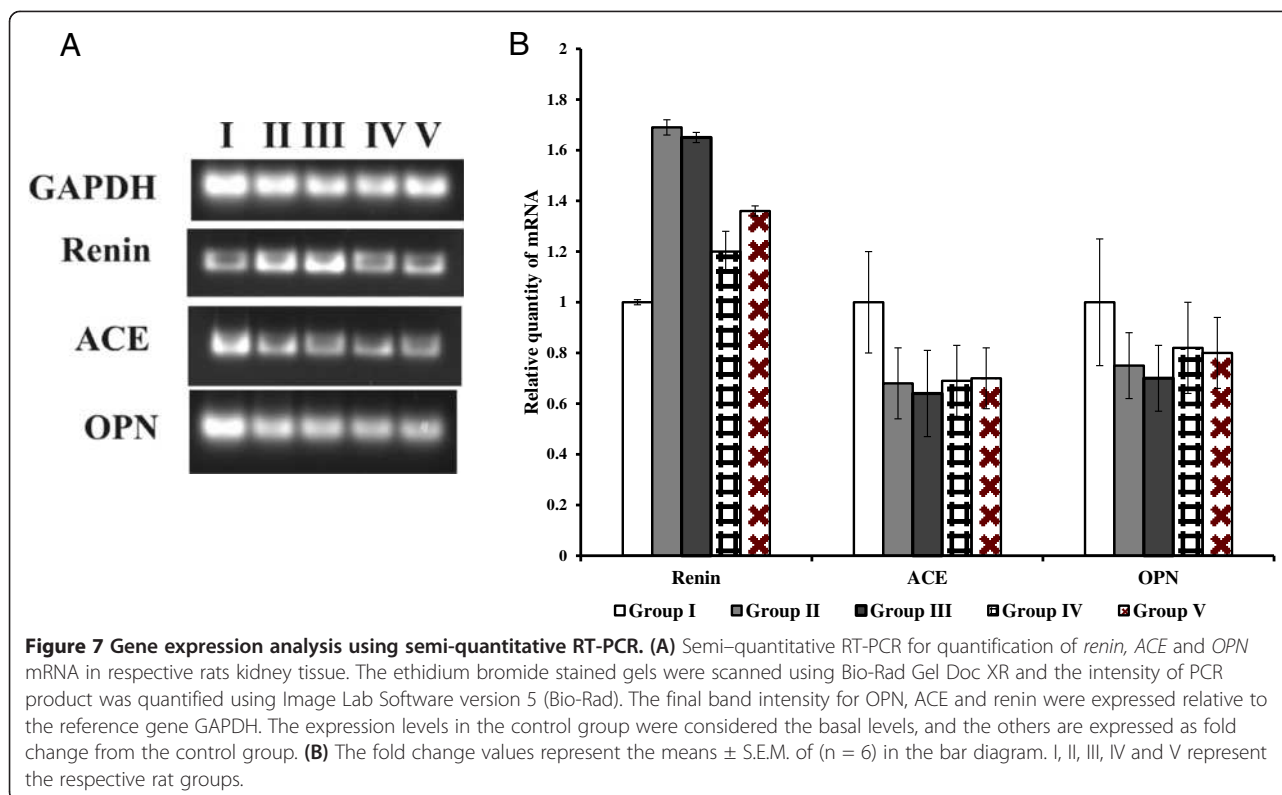 A
I II III IV V
GAPDH
Renin
ACE
OPN
B
Relative quantity of mRNA
2
1.8
1.6
1.4
1.2
1
0.8
0.6
0.4
0.2
0
Renin ACE OPN
Group I Group II Group III Group IV Group V
Figure 7 Gene expression analysis using semi-quantitative RT-PCR. (A) Semi–quantitative RT-PCR for quantification of renin, ACE and OPN
mRNA in respective rats kidney tissue. The ethidium bromide stained gels were scanned using Bio-Rad Gel Doc XR and the intensity of PCR
product was quantified using Image Lab Software version 5 (Bio-Rad). The final band intensity for OPN, ACE and renin were expressed relative to
the reference gene GAPDH. The expression levels in the control group were considered the basal levels, and the others are expressed as fold
change from the control group. (B) The fold change values represent the means ± S.E.M. of (n = 6) in the bar diagram. I, II, III, IV and V represent
the respective rat groups.